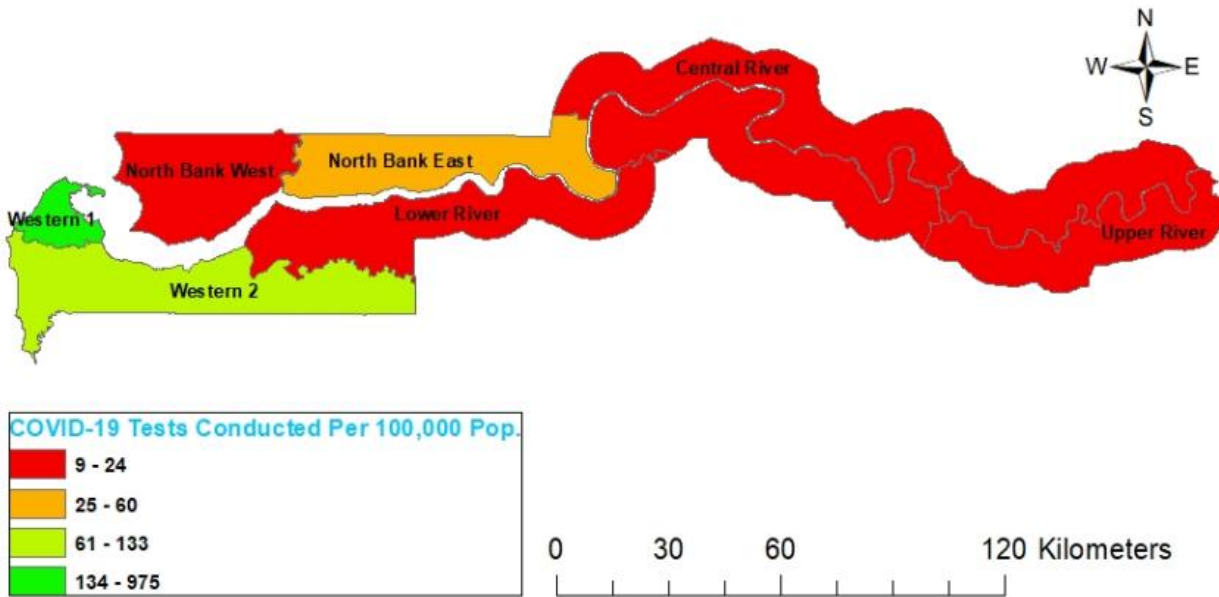 N
W E
S
Central River
North Bank West
North Bank East
Western 1
Lower River
Upper River
Western 2
COVID-19 Tests Conducted Per 100,000 Pop.
9 - 24
25 - 60
61 - 133
134 - 975
0 30 60 120 Kilometers